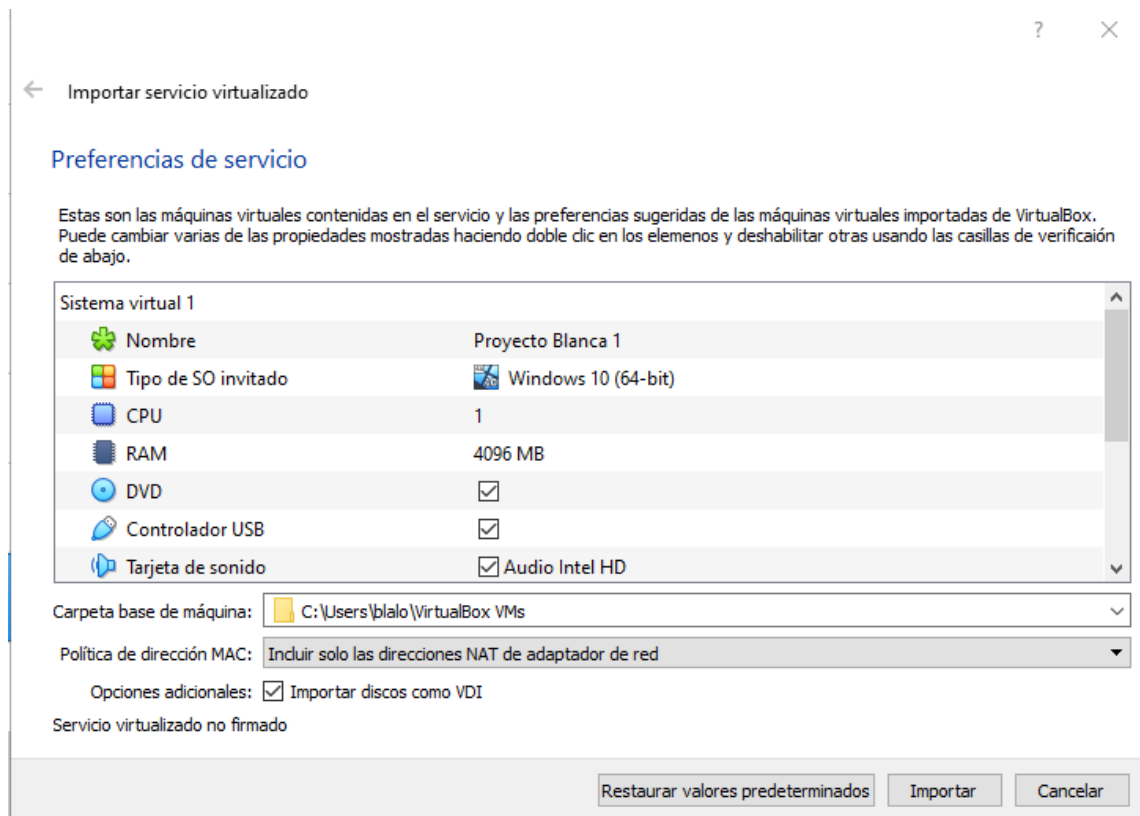 ?
Importar servicio virtualizado
Preferencias de servicio
Estas son las máquinas virtuales contenidas en el servicio y las preferencias sugeridas de las máquinas virtuales importadas de VirtualBox.
Puede cambiar varias de las propiedades mostradas haciendo doble clic en los elemenos y deshabilitar otras usando las casillas de verificaión
de abajo.
Sistema virtual 1
Nombre Proyecto Blanca 1
Tipo de SO invitado Windows 10 (64-bit)
CPU 1
RAM 4096 MB
DVD
Controlador USB
Tarjeta de sonido Audio Intel HD
Carpeta base de máquina: C:\Users\blalo\VirtualBox VMs
Política de dirección MAC: Incluir solo las direcciones NAT de adaptador de red
Opciones adicionales: Importar discos como VDI
Servicio virtualizado no firmado
Restaurar valores predeterminados Importar Cancelar